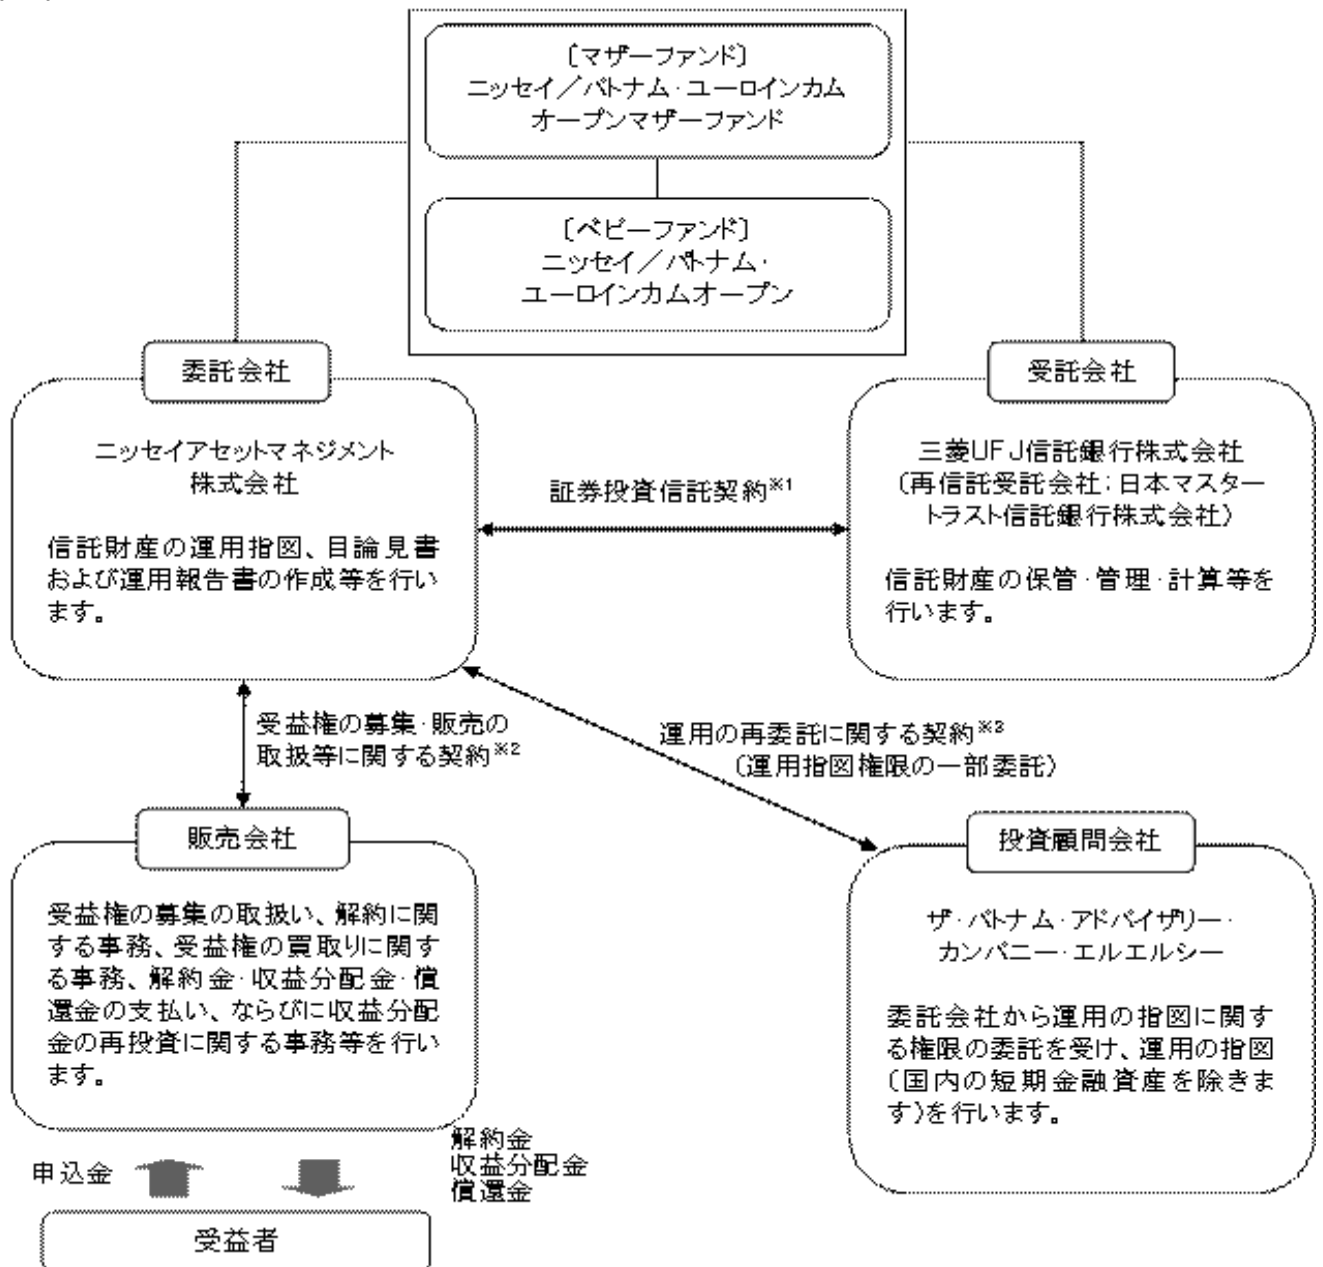 〔マザーファンド〕
ニッセイ／パトナム・ユーロインカム
オープンマザーファンド
〔ベビーファンド〕
ニッセイ／パトナム・
ユーロインカムオープン
委託会社
ニッセイアセットマネジメント
株式会社
信託財産の運用指図、目論見書
および運用報告書の作成等を行い
ます。
証券投資信託契約※1
受託会社
三菱UFJ信託銀行株式会社
（再信託受託会社：日本マスター
トラスト信託銀行株式会社）
信託財産の保管・管理・計算等を
行います。
受益権の募集・販売の
取扱等に関する契約※2
運用の再委託に関する契約※3
（運用指図権限の一部委託）
販売会社
受益権の募集の取扱い、解約に関
する事務、受益権の買取りに関す
る事務、解約金・収益分配金・償
還金の支払い、ならびに収益分配
金の再投資に関する事務等を行い
ます。
投資顧問会社
ザ・パトナム・アドバイザリー・
カンパニー・エルエルシー
委託会社から運用の指図に関す
る権限の委託を受け、運用の指図
（国内の短期金融資産を除きま
す）を行います。
申込金
解約金
収益分配金
償還金
受益者